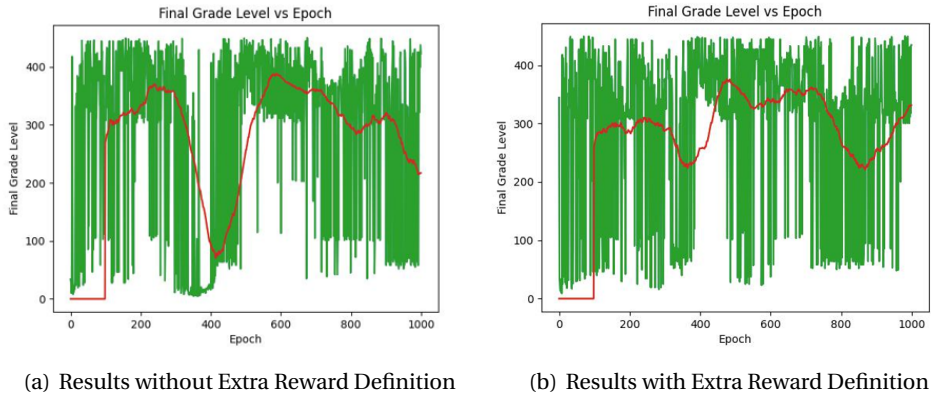 Final Grade Level vs Epoch
Final Grade Level
400
300
200
100
0
0 200 400 600 800 1000
Epoch
(a) Results without Extra Reward Definition
Final Grade Level vs Epoch
Final Grade Level
400
300
200
100
0
0 200 400 600 800 1000
Epoch
(b) Results with Extra Reward Definition